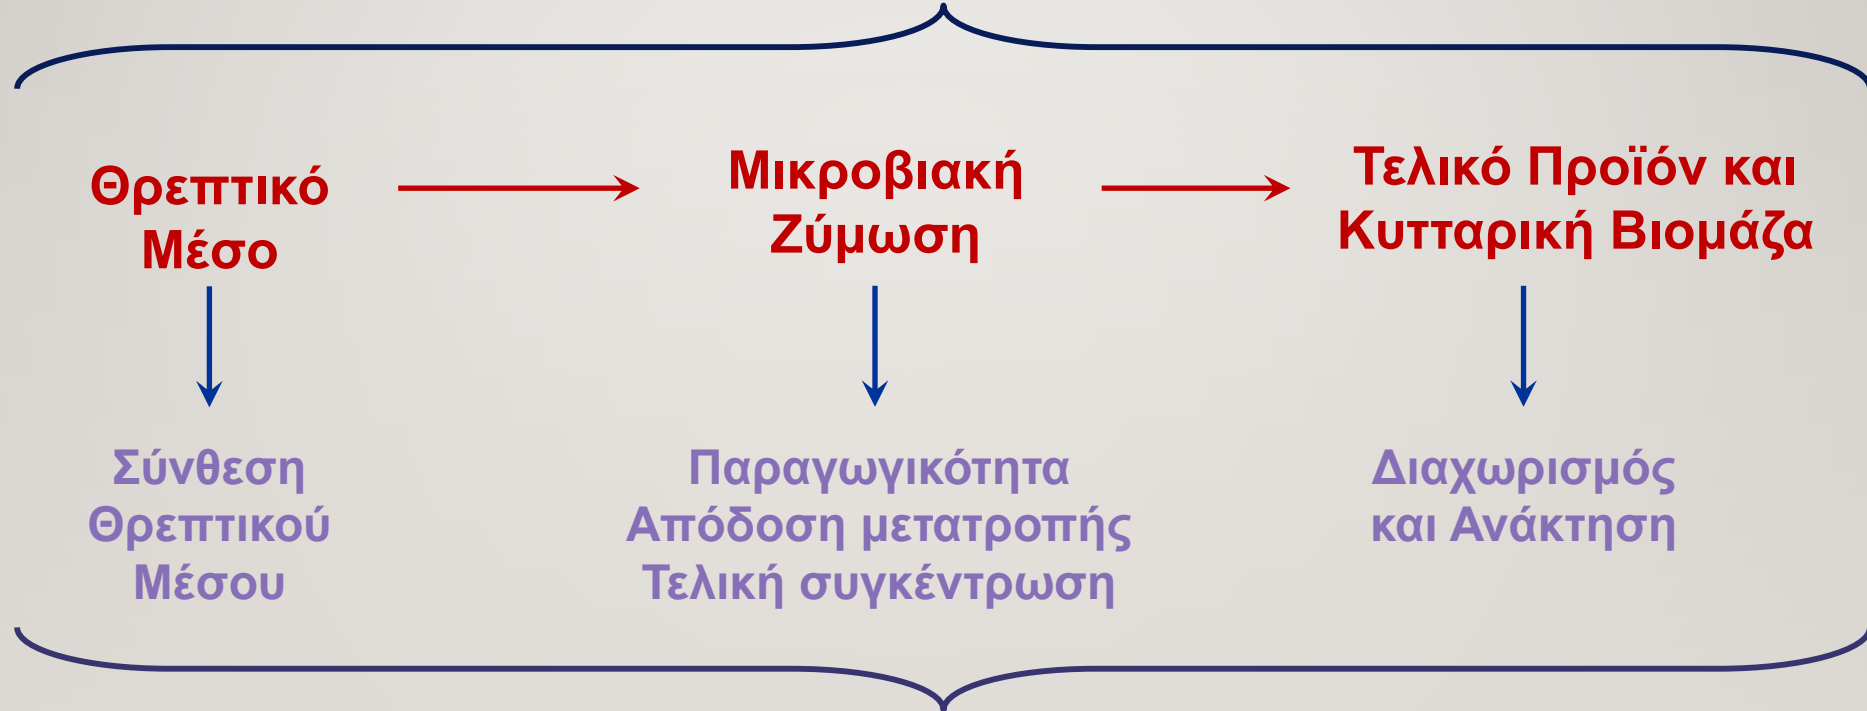 Θρεπτικό
Μέσο
Μικροβιακή
Ζύμωση
Τελικό Προϊόν και
Κυτταρική Βιομάζα
Σύνθεση
Θρεπτικού
Μέσου
Παραγωγικότητα
Απόδοση μετατροπής
Τελική συγκέντρωση
Διαχωρισμός
και Ανάκτηση